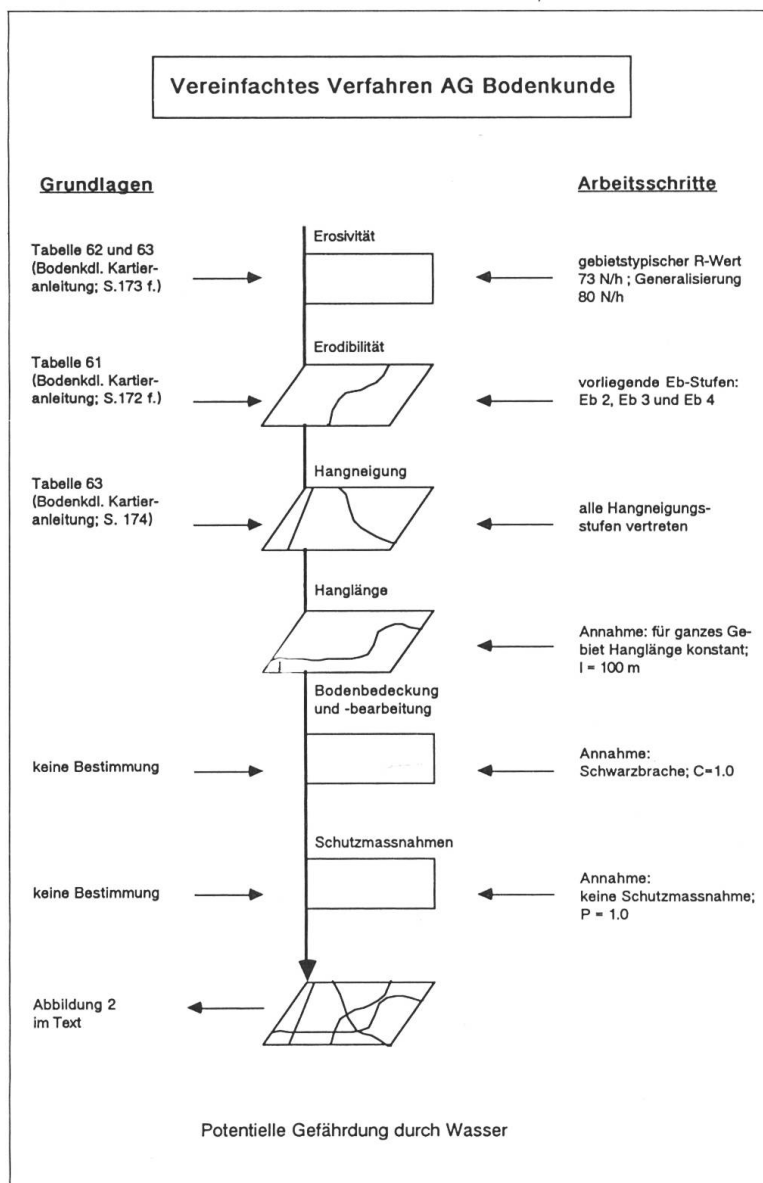 Vereinfachtes Verfahren AG Bodenkunde
Grundlagen
Arbeitsschritte
Erosivität
Tabelle 62 und 63
(Bodenkdl. Kartier-
anleitung; S.173 f.)
gebietstypischer R-Wert
73 N/h ; Generalisierung
80 N/h
Erodibilität
Tabelle 61
(Bodenkdl. Kartier-
anleitung; S.172 f.)
vorliegende Eb-Stufen:
Eb 2, Eb 3 und Eb 4
Hangneigung
Tabelle 63
(Bodenkdl. Kartier-
anleitung; S. 174)
alle Hangneigungs-
stufen vertreten
Hanglänge
Annahme: für ganzes Ge-
biet Hanglänge konstant;
l = 100 m
Bodenbedeckung
und -bearbeitung
keine Bestimmung
Annahme:
Schwarzbrache; C=1.0
Schutzmassnahmen
keine Bestimmung
Annahme:
keine Schutzmassnahme;
P = 1.0
Abbildung 2
im Text
Potentielle Gefährdung durch Wasser